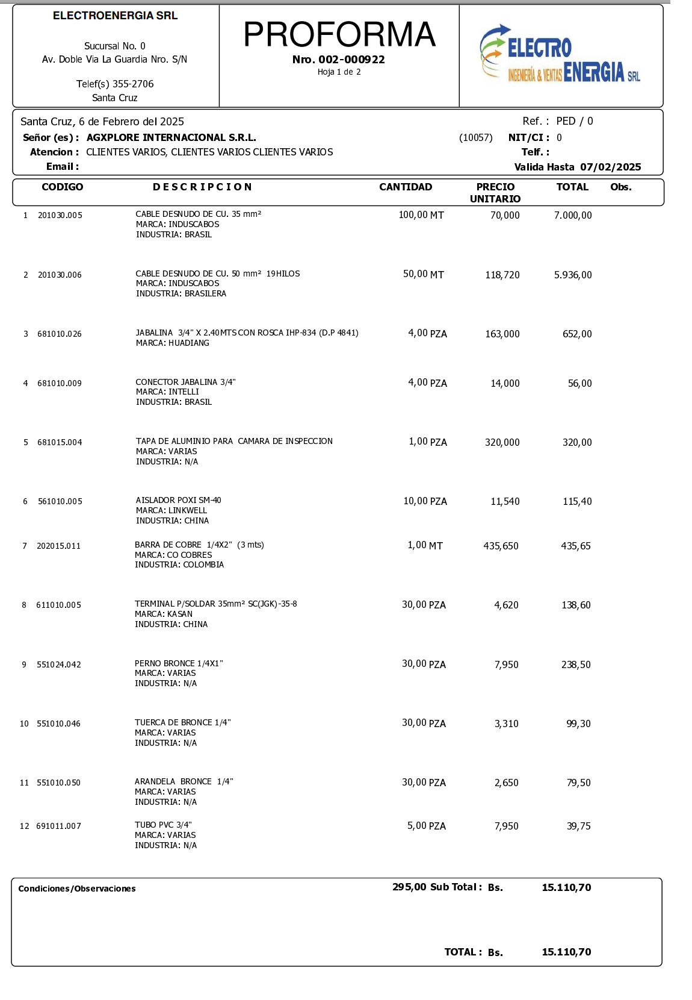 ELECTROENERGIA SRL
Sucursal No. 0
Av. Doble Via La Guardia Nro. S/N
Telef(s) 355-2706
Santa Cruz
PROFORMA
Nro. 002-000922
Hoja 1 de 2
ELECTRO
INGENIERÍA & VENTAS ENERGIA SRL
Santa Cruz, 6 de Febrero del 2025 Ref. : PED / 0
Señor (es) : AGXPLORE INTERNACIONAL S.R.L. (10057) NIT/CI : 0
Atencion : CLIENTES VARIOS, CLIENTES VARIOS CLIENTES VARIOS Telf. :
Email : Valida Hasta 07/02/2025
CODIGO D E S C R I P C I O N CANTIDAD PRECIO UNITARIO TOTAL Obs.
1 201030.005 CABLE DESNUDO DE CU. 35 mm² 100,00 MT 70,000 7.000,00
MARCA: INDUSCABOS
INDUSTRIA: BRASIL
2 201030.006 CABLE DESNUDO DE CU. 50 mm² 19HILOS 50,00 MT 118,720 5.936,00
MARCA: INDUSCABOS
INDUSTRIA: BRASILERA
3 681010.026 JABALINA 3/4" X 2.40MTS CON ROSCA IHP-834 (D.P 4841) 4,00 PZA 163,000 652,00
MARCA: HUADIANG
4 681010.009 CONECTOR JABALINA 3/4" 4,00 PZA 14,000 56,00
MARCA: INTELLI
INDUSTRIA: BRASIL
5 681015.004 TAPA DE ALUMINIO PARA CAMARA DE INSPECCION 1,00 PZA 320,000 320,00
MARCA: VARIAS
INDUSTRIA: N/A
6 561010.005 AISLADOR POXI SM-40 10,00 PZA 11,540 115,40
MARCA: LINKWELL
INDUSTRIA: CHINA
7 202015.011 BARRA DE COBRE 1/4X2" (3 mts) 1,00 MT 435,650 435,65
MARCA: CO COBRES
INDUSTRIA: COLOMBIA
8 611010.005 TERMINAL P/SOLDAR 35mm² SC(JGK)-35-8 30,00 PZA 4,620 138,60
MARCA: KASAN
INDUSTRIA: CHINA
9 551024.042 PERNO BRONCE 1/4X1" 30,00 PZA 7,950 238,50
MARCA: VARIAS
INDUSTRIA: N/A
10 551010.046 TUERCA DE BRONCE 1/4" 30,00 PZA 3,310 99,30
MARCA: VARIAS
INDUSTRIA: N/A
11 551010.050 ARANDELA BRONCE 1/4" 30,00 PZA 2,650 79,50
MARCA: VARIAS
INDUSTRIA: N/A
12 691011.007 TUBO PVC 3/4" 5,00 PZA 7,950 39,75
MARCA: VARIAS
INDUSTRIA: N/A
Condiciones/Observaciones 295,00 Sub Total : Bs. 15.110,70
TOTAL : Bs. 15.110,70